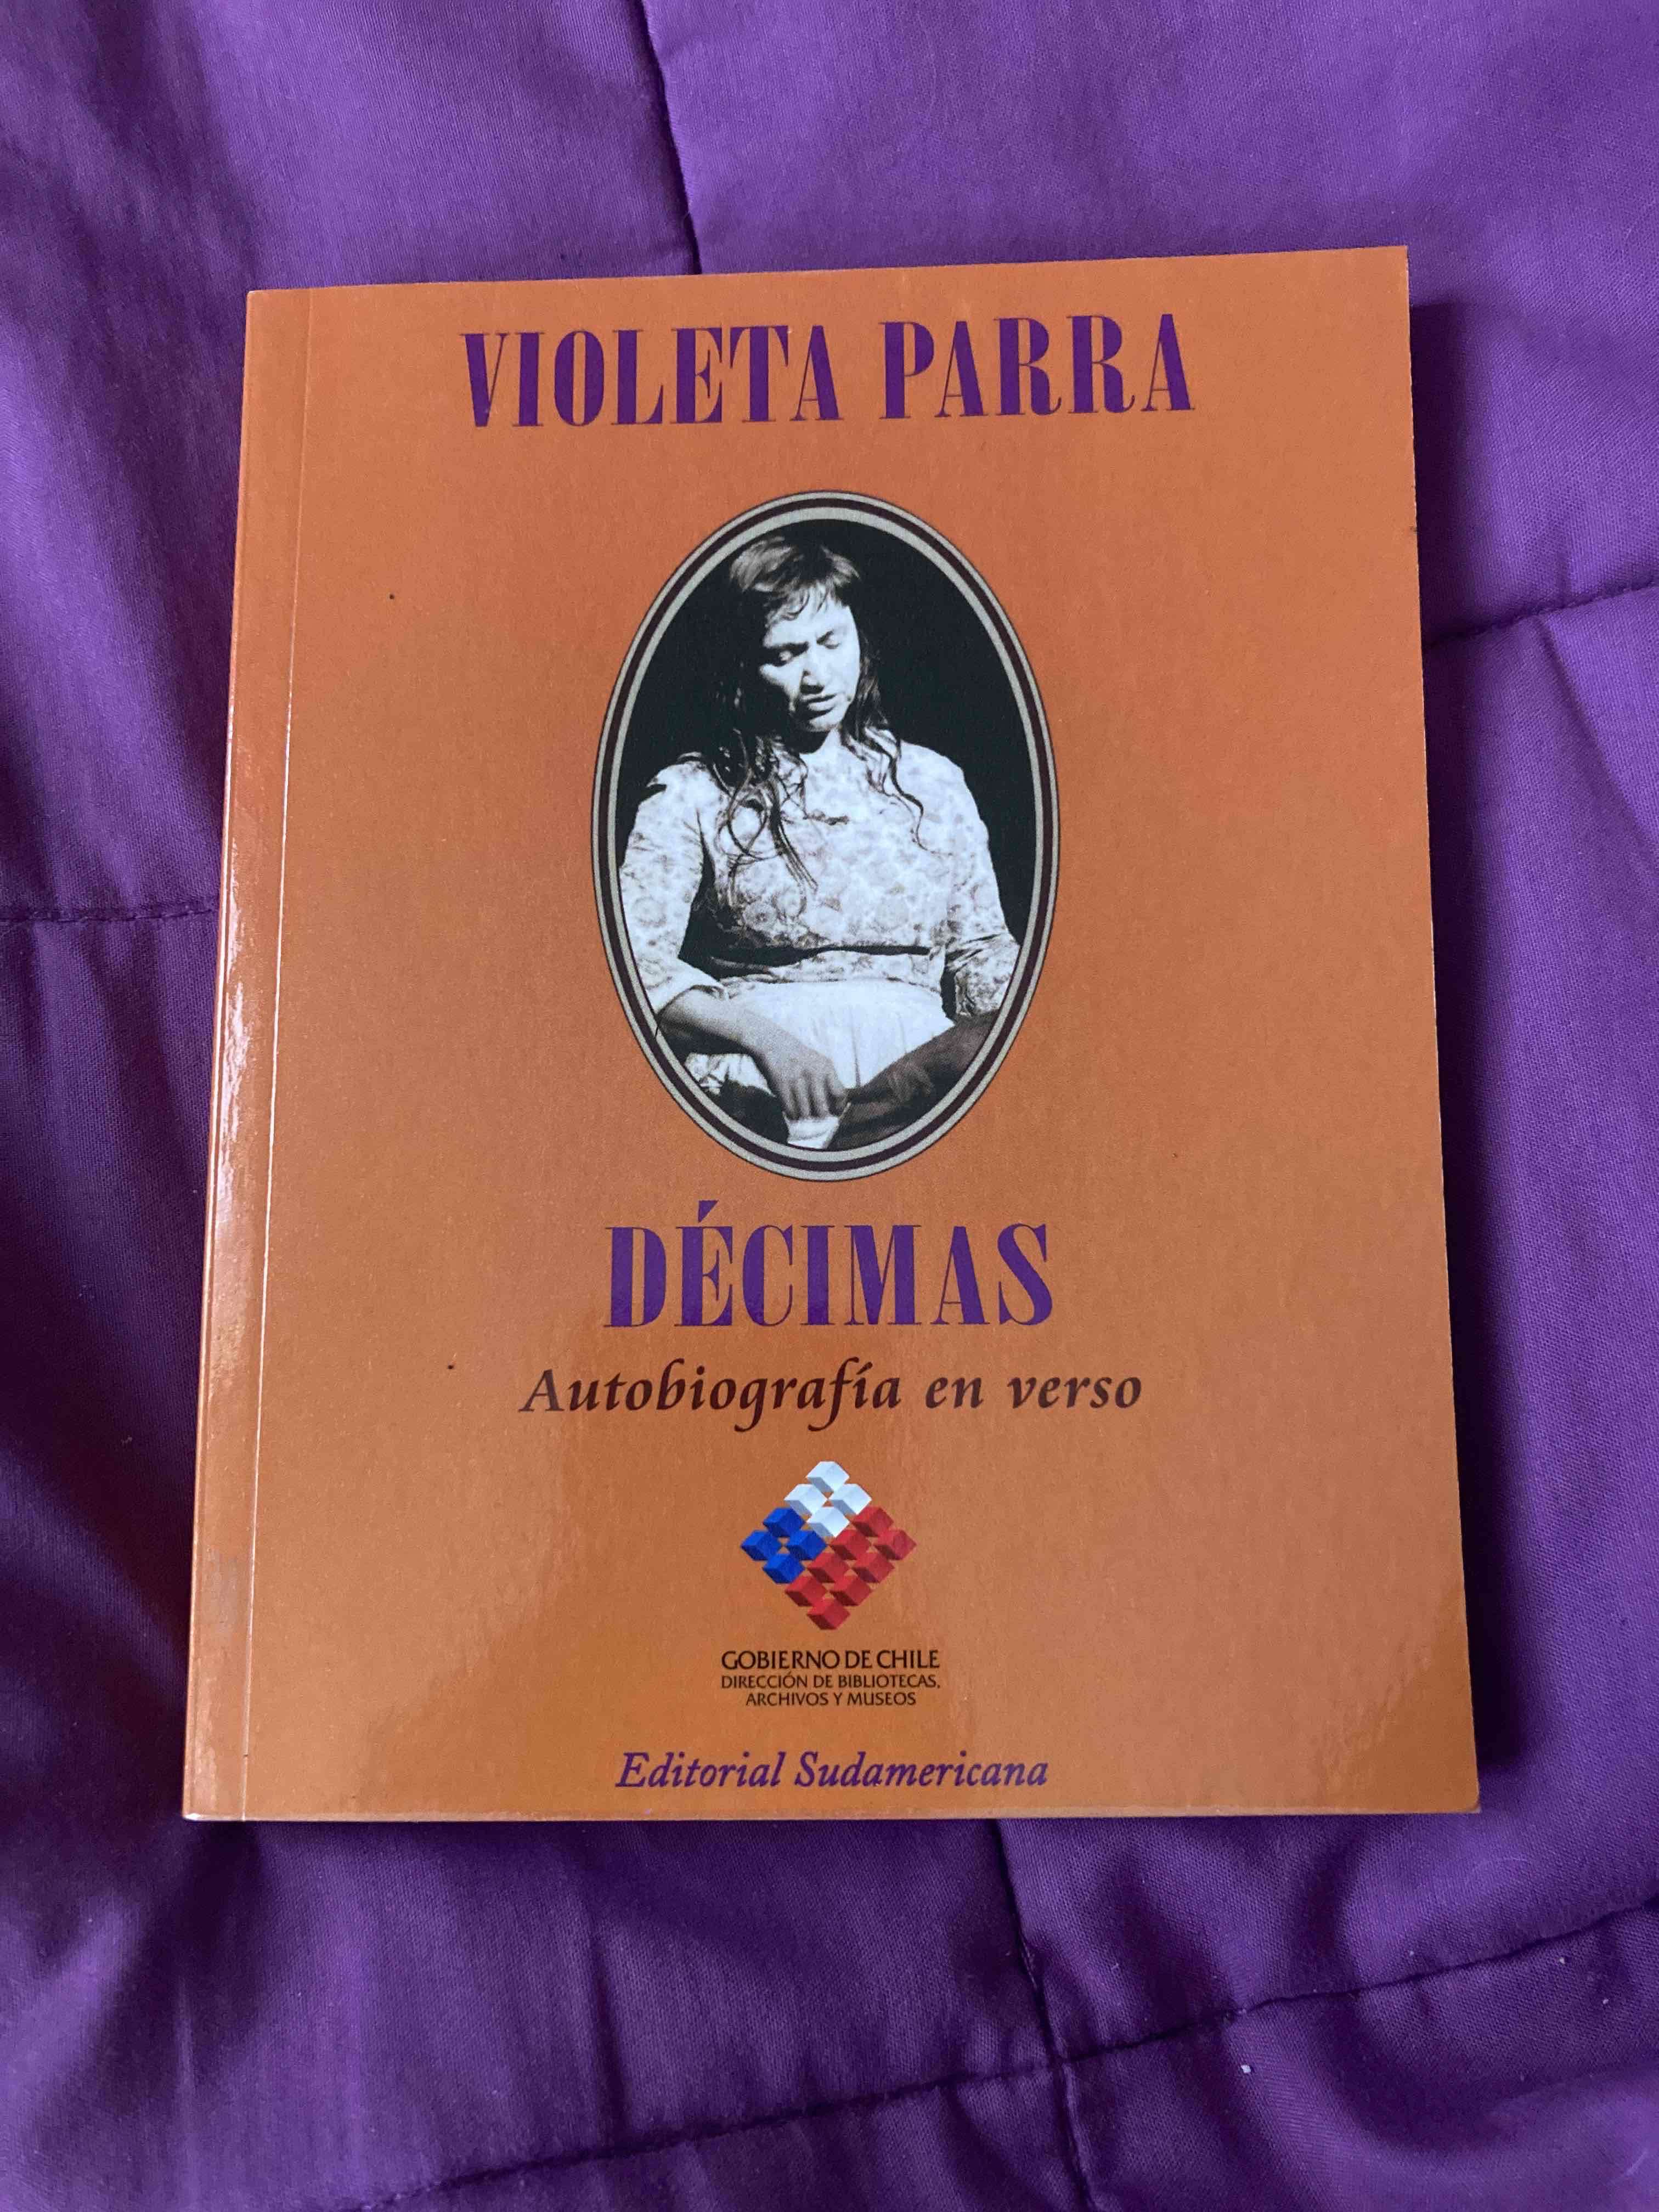 VIOLETA PARRA
DÉCIMAS
Autobiografía en verso
GOBIERNO DE CHILE
DIRECCIÓN DE BIBLIOTECAS,
ARCHIVOS Y MUSEOS
Editorial Sudamericana